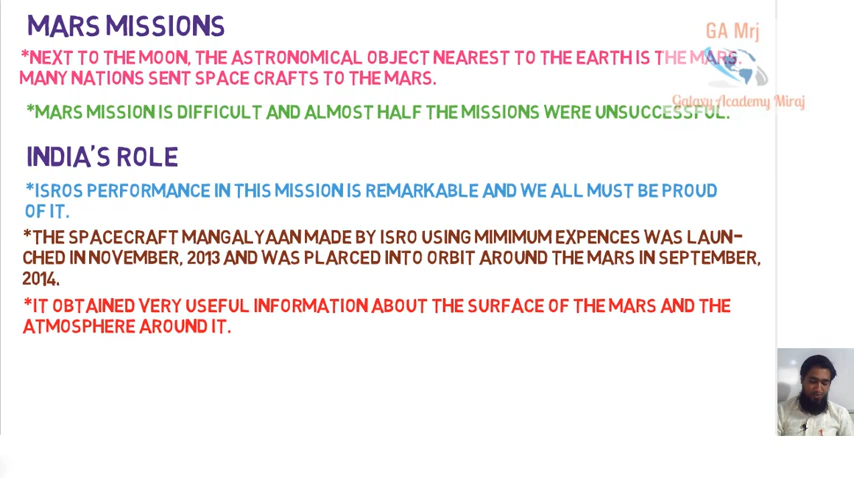 MARS MISSIONS
GA Mrj
*NEXT TO THE MOON, THE ASTRONOMICAL OBJECT NEAREST TO THE EARTH IS THE MARS.
MANY NATIONS SENT SPACE CRAFTS TO THE MARS.
Galaxy Academy Miraj
*MARS MISSION IS DIFFICULT AND ALMOST HALF THE MISSIONS WERE UNSUCCESSFUL.
INDIA'S ROLE
*ISROS PERFORMANCE IN THIS MISSION IS REMARKABLE AND WE ALL MUST BE PROUD
OF IT.
*THE SPACECRAFT MANGALYAAN MADE BY ISRO USING MIMIMUM EXPENCES WAS LAUN-
CHED IN NOVEMBER, 2013 AND WAS PLARCED INTO ORBIT AROUND THE MARS IN SEPTEMBER,
2014.
*IT OBTAINED VERY USEFUL INFORMATION ABOUT THE SURFACE OF THE MARS AND THE
ATMOSPHERE AROUND IT.